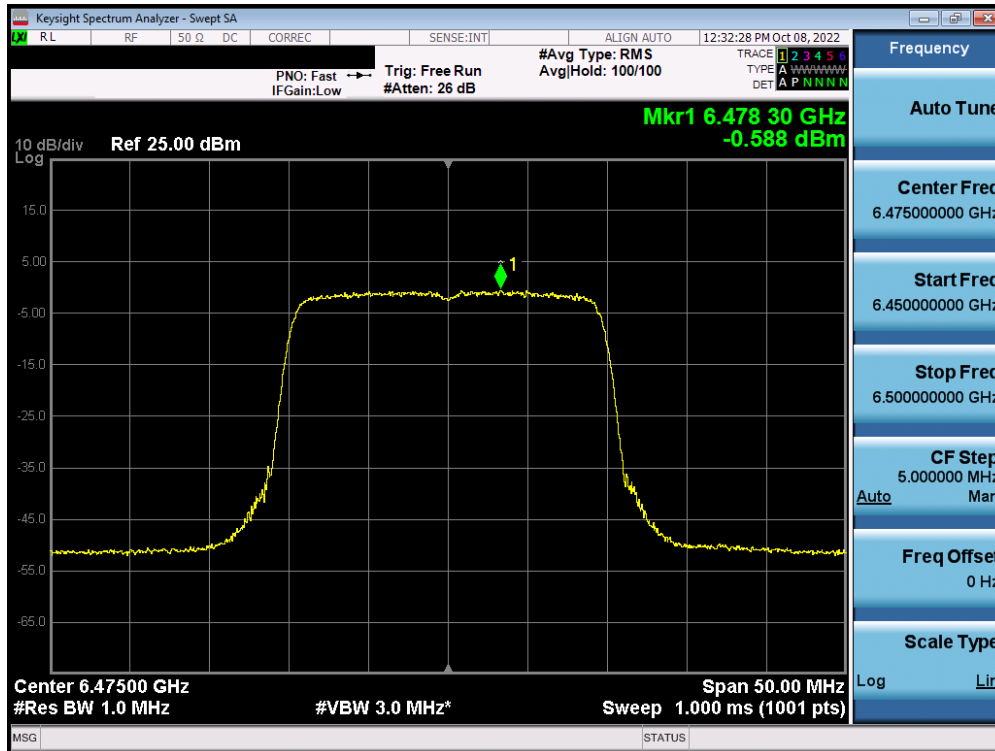 Keysight Spectrum Analyzer - Swept SA
LXI RL RF 50 Ω DC CORREC SENSE:INT ALIGN AUTO 12:32:28 PM Oct 08, 2022
Frequency
PNO: Fast
IFGain:Low
Trig: Free Run
#Atten: 26 dB
#Avg Type: RMS
Avg|Hold: 100/100
TRACE 1 2 3 4 5 6
TYPE A WWWWW
DET A P N N N N
Mkr1 6.478 30 GHz
-0.588 dBm
10 dB/div Ref 25.00 dBm
Log
15.0
5.00
-5.00
-15.0
-25.0
-35.0
-45.0
-55.0
-65.0
1
Center 6.47500 GHz
Span 50.00 MHz
#Res BW 1.0 MHz
#VBW 3.0 MHz*
Sweep 1.000 ms (1001 pts)
MSG
STATUS
Auto Tune
Center Freq
6.475000000 GHz
Start Freq
6.450000000 GHz
Stop Freq
6.500000000 GHz
CF Step
5.000000 MHz
Auto Man
Freq Offset
0 Hz
Scale Type
Log Lin